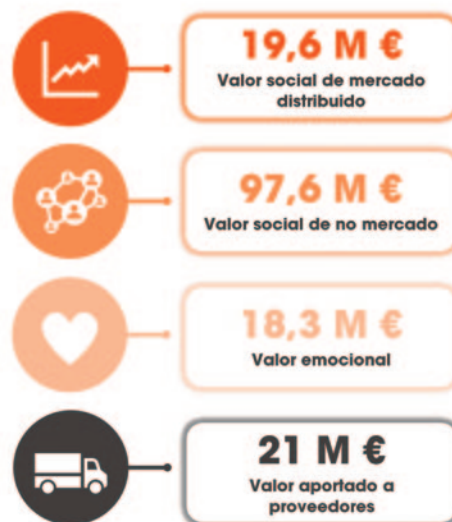 19,6 M €
Valor social de mercado
distribuido
97,6 M €
Valor social de no mercado
18,3 M €
Valor emocional
21 M €
Valor aportado a
proveedores